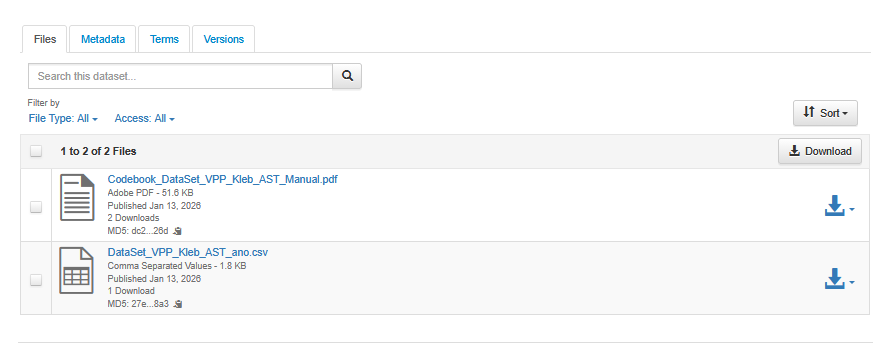 Files Metadata Terms Versions
Search this dataset...
Filter by
File Type: All Access: All
Sort
1 to 2 of 2 Files Download
Codebook_DataSet_VPP_Kleb_AST_Manual.pdf
Adobe PDF - 51.6 KB
Published Jan 13, 2026
2 Downloads
MD5: dc2...26d
DataSet_VPP_Kleb_AST_ano.csv
Comma Separated Values - 1.8 KB
Published Jan 13, 2026
1 Download
MD5: 27e...8a3